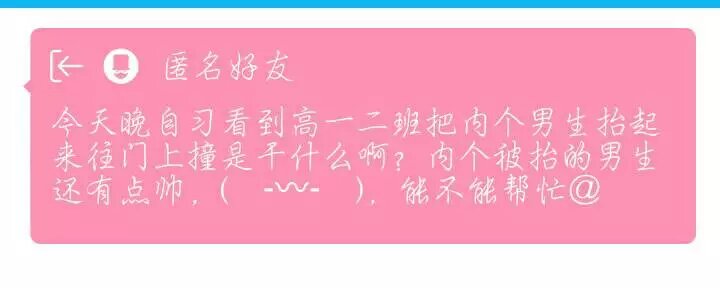 匿名好友
今天晚自习看到高一二班把内个男生抬起
来往门上撞是干什么啊？内个被抬的男生
还有点帅，( -〰- )，能不能帮忙@